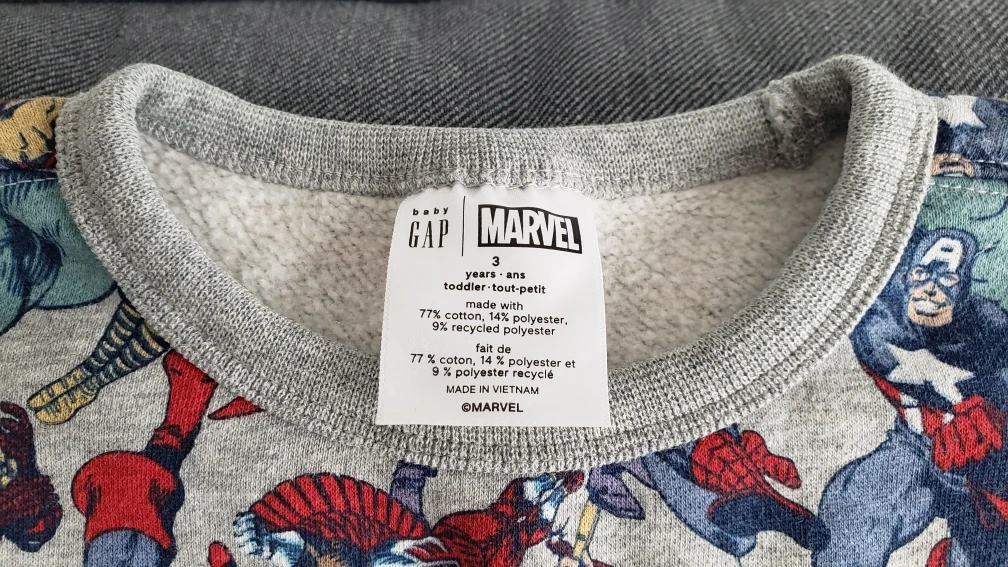 baby
GAP
MARVEL
3
years · ans
toddler · tout-petit
made with
77% cotton, 14% polyester,
9% recycled polyester
fait de
77 % coton, 14 % polyester et
9 % polyester recyclé
MADE IN VIETNAM
©MARVEL
A